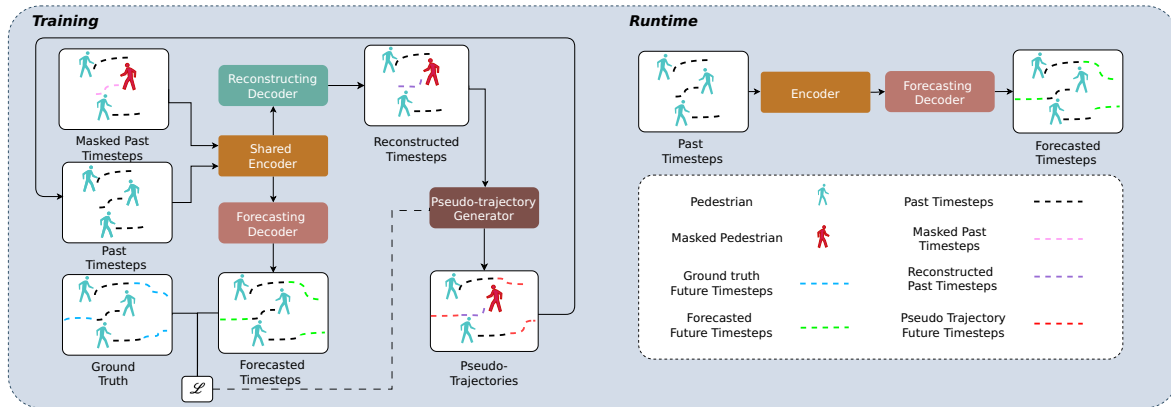 Training
Masked Past
Timesteps
Reconstructing
Decoder
Reconstructed
Timesteps
Shared
Encoder
Past
Timesteps
Forecasting
Decoder
Pseudo-trajectory
Generator
Ground
Truth
Forecasted
Timesteps
Pseudo-
Trajectories
ℒ
Runtime
Past
Timesteps
Encoder
Forecasting
Decoder
Forecasted
Timesteps
Pedestrian
Past Timesteps
Masked Pedestrian
Masked Past
Timesteps
Ground truth
Future Timesteps
Reconstructed
Past Timesteps
Forecasted
Future Timesteps
Pseudo Trajectory
Future Timesteps